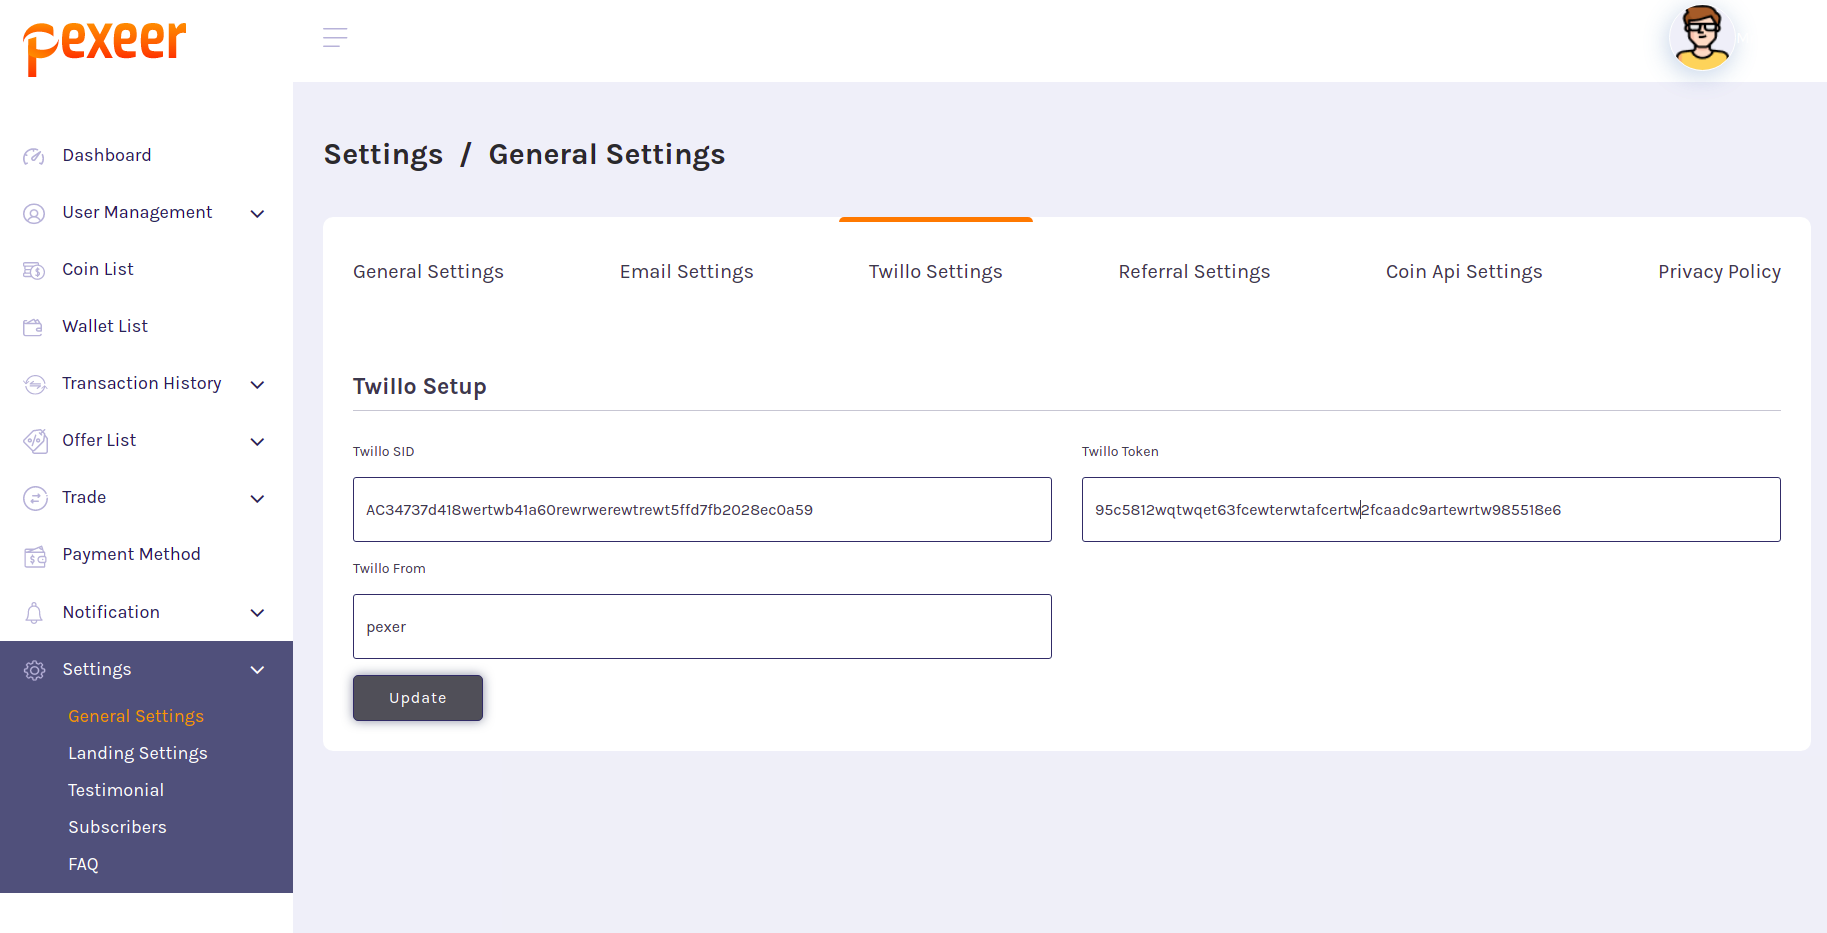 pexeer
Dashboard
User Management
Coin List
Wallet List
Transaction History
Offer List
Trade
Payment Method
Notification
Settings
General Settings
Landing Settings
Testimonial
Subscribers
FAQ
Settings / General Settings
General Settings
Email Settings
Twillo Settings
Referral Settings
Coin Api Settings
Privacy Policy
Twillo Setup
Twillo SID
AC34737d418wertwb41a60rewrwerewtrewt5ffd7fb2028ec0a59
Twillo Token
95c5812wqtwqet63fcewterwtafcertw2fcaadc9artewrtw985518e6
Twillo From
pexer
Update